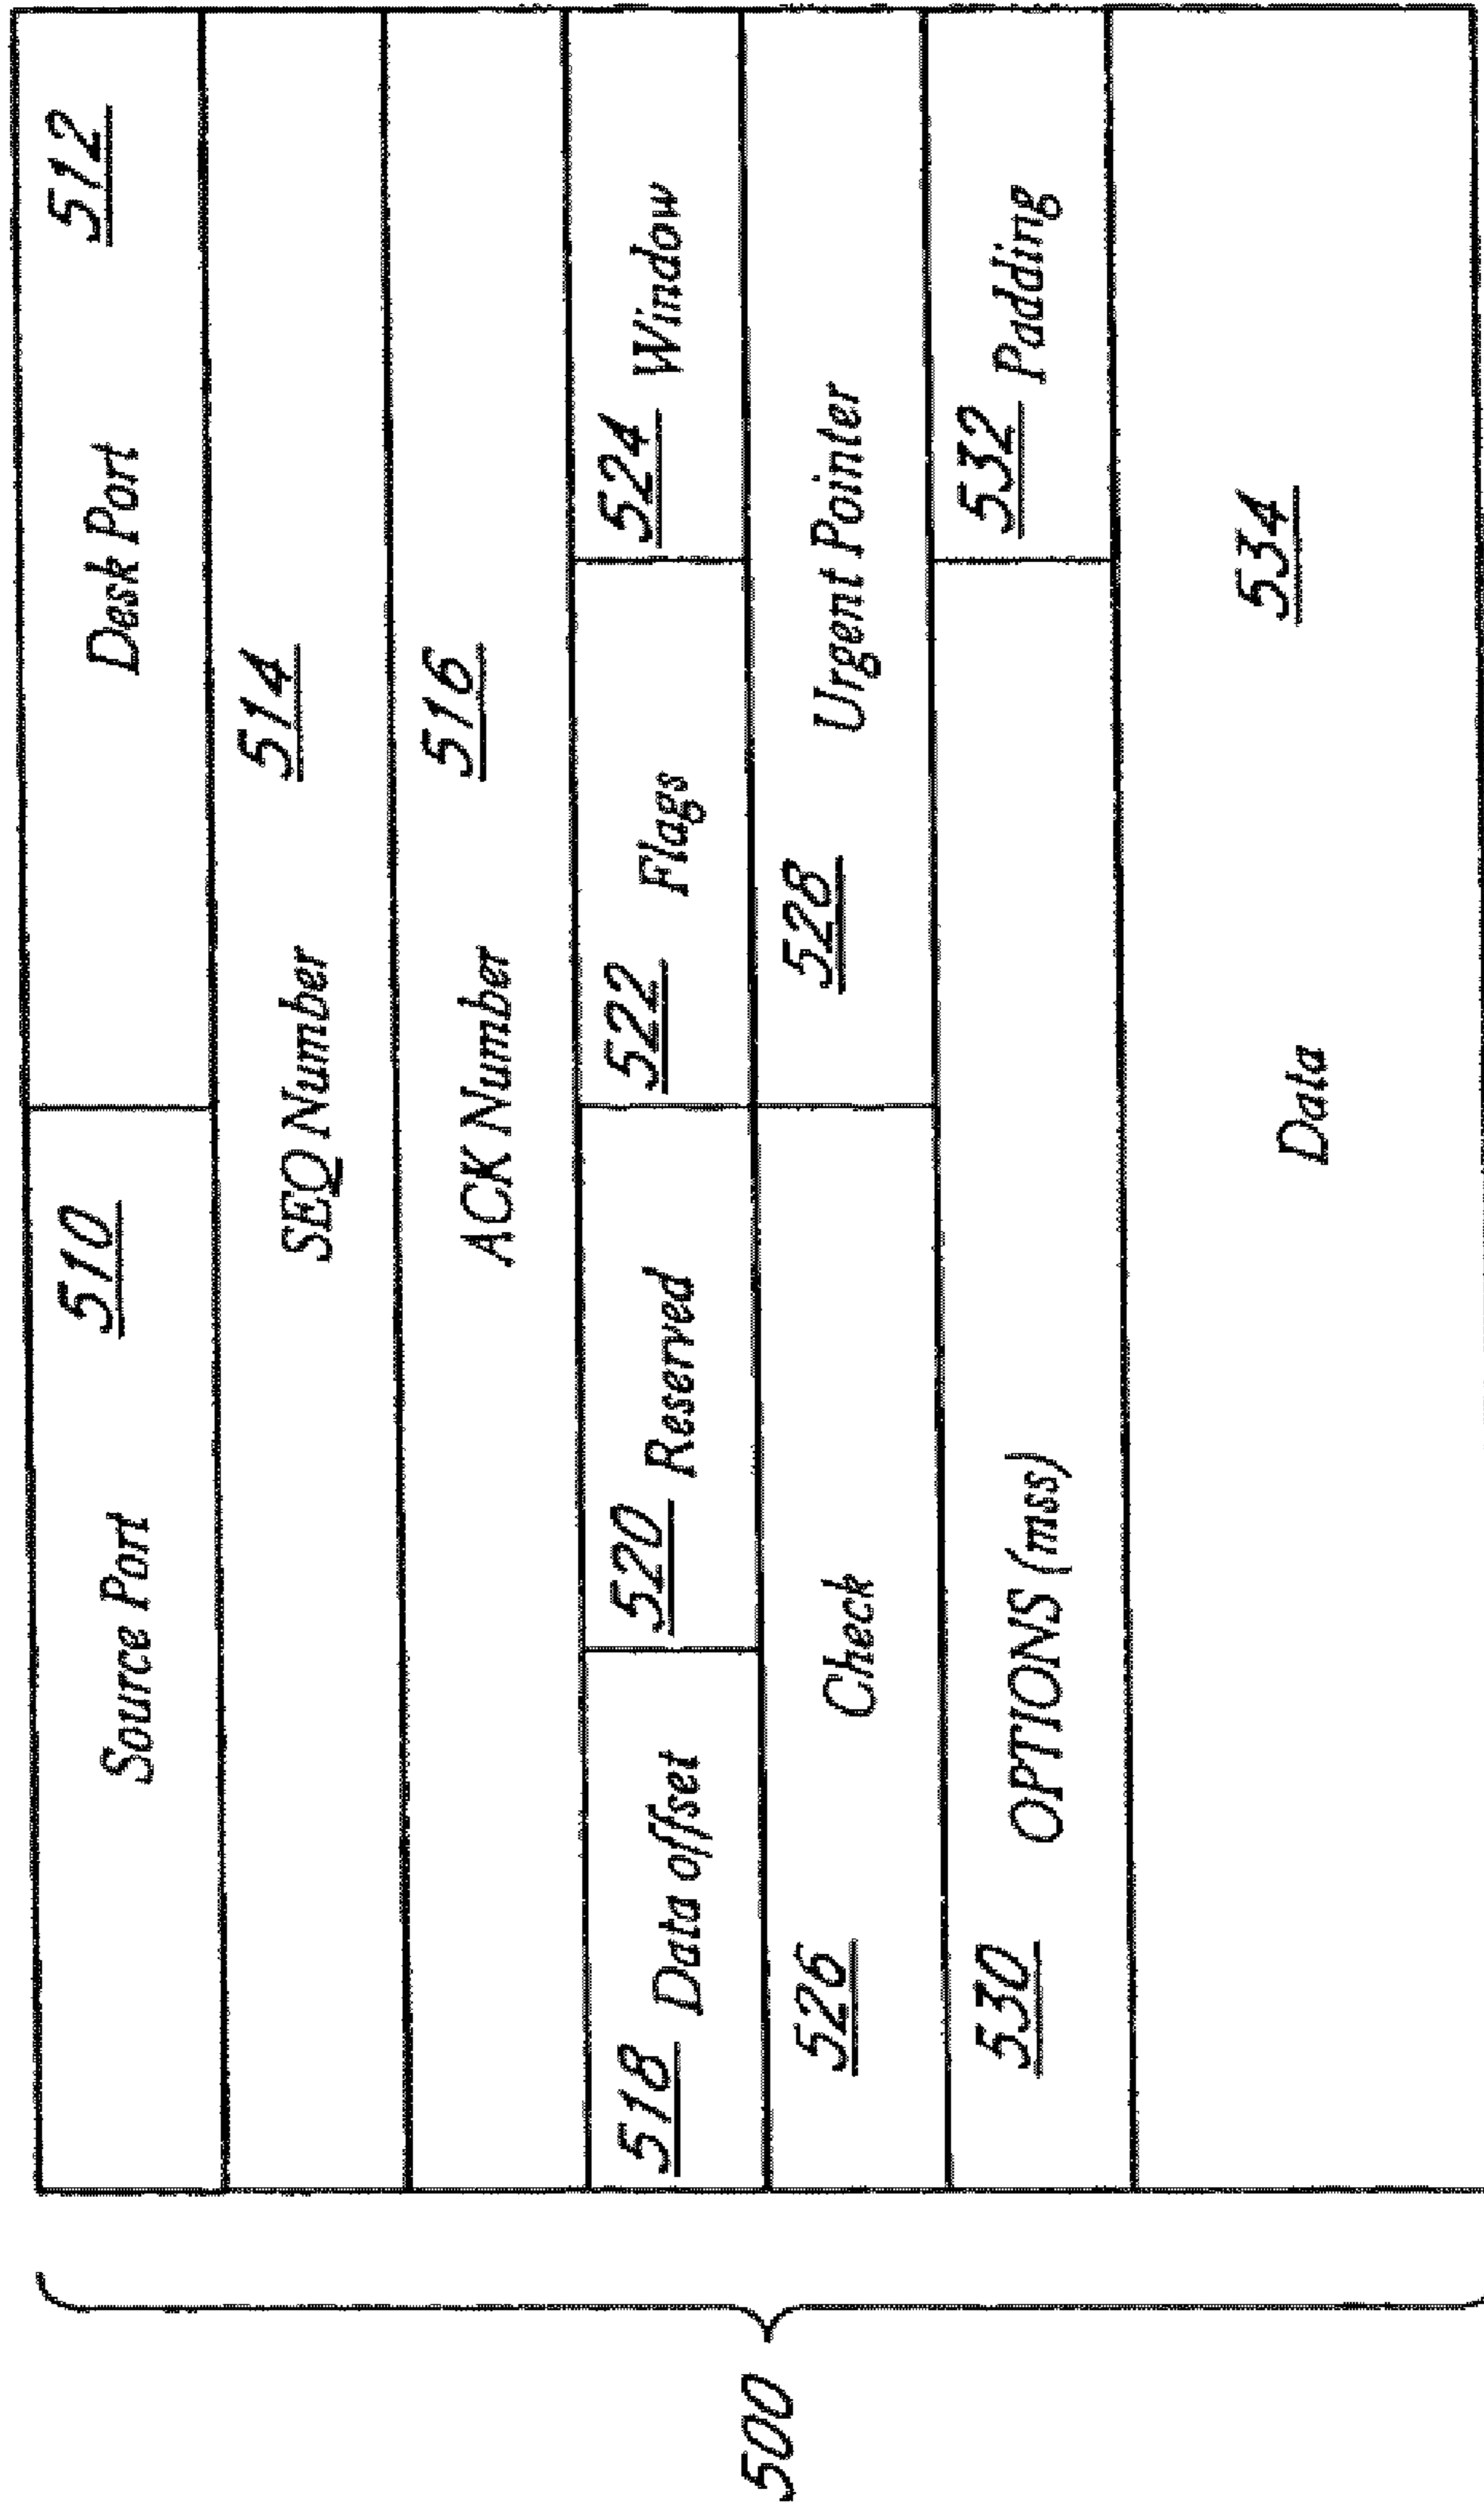 Source Port 510 Desk Port 512
SEQ Number 514
ACK Number 516
518 Data offset 520 Reserved 522 Flags 524 Window
526 Check 528 Urgent Pointer
530 OPTIONS (mss) 532 Padding
Data 534
500